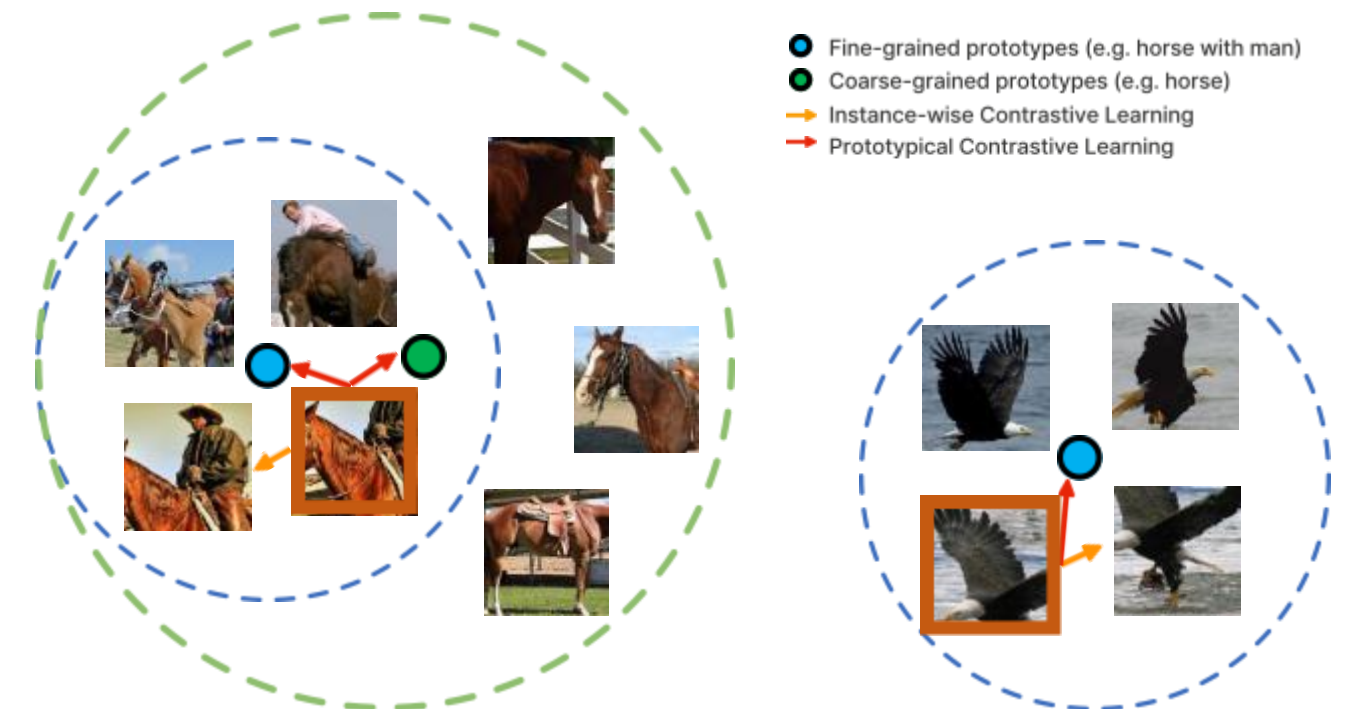 Fine-grained prototypes (e.g. horse with man)
Coarse-grained prototypes (e.g. horse)
Instance-wise Contrastive Learning
Prototypical Contrastive Learning